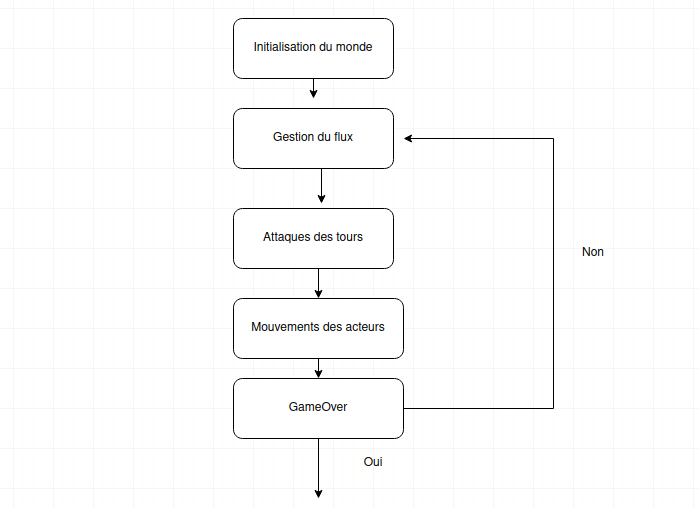 Initialisation du monde
Gestion du flux
Attaques des tours
Non
Mouvements des acteurs
GameOver
Oui